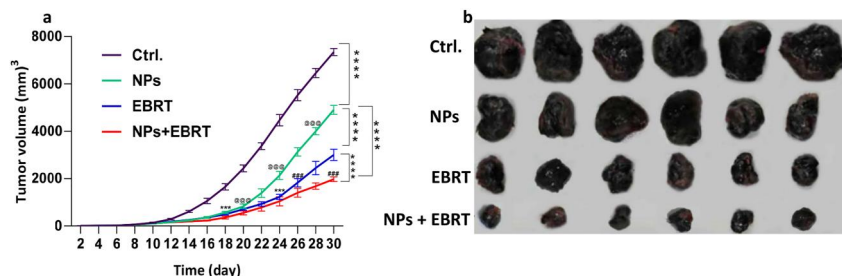 a
8000
6000
4000
2000
0
Tumor volume (mm)³
Ctrl.
NPs
EBRT
NPs+EBRT
*** @@@ *** @@@ ### @@@ ###
****
****
****
****
2 4 6 8 10 12 14 16 18 20 22 24 26 28 30
Time (day)
b
Ctrl.
NPs
EBRT
NPs + EBRT